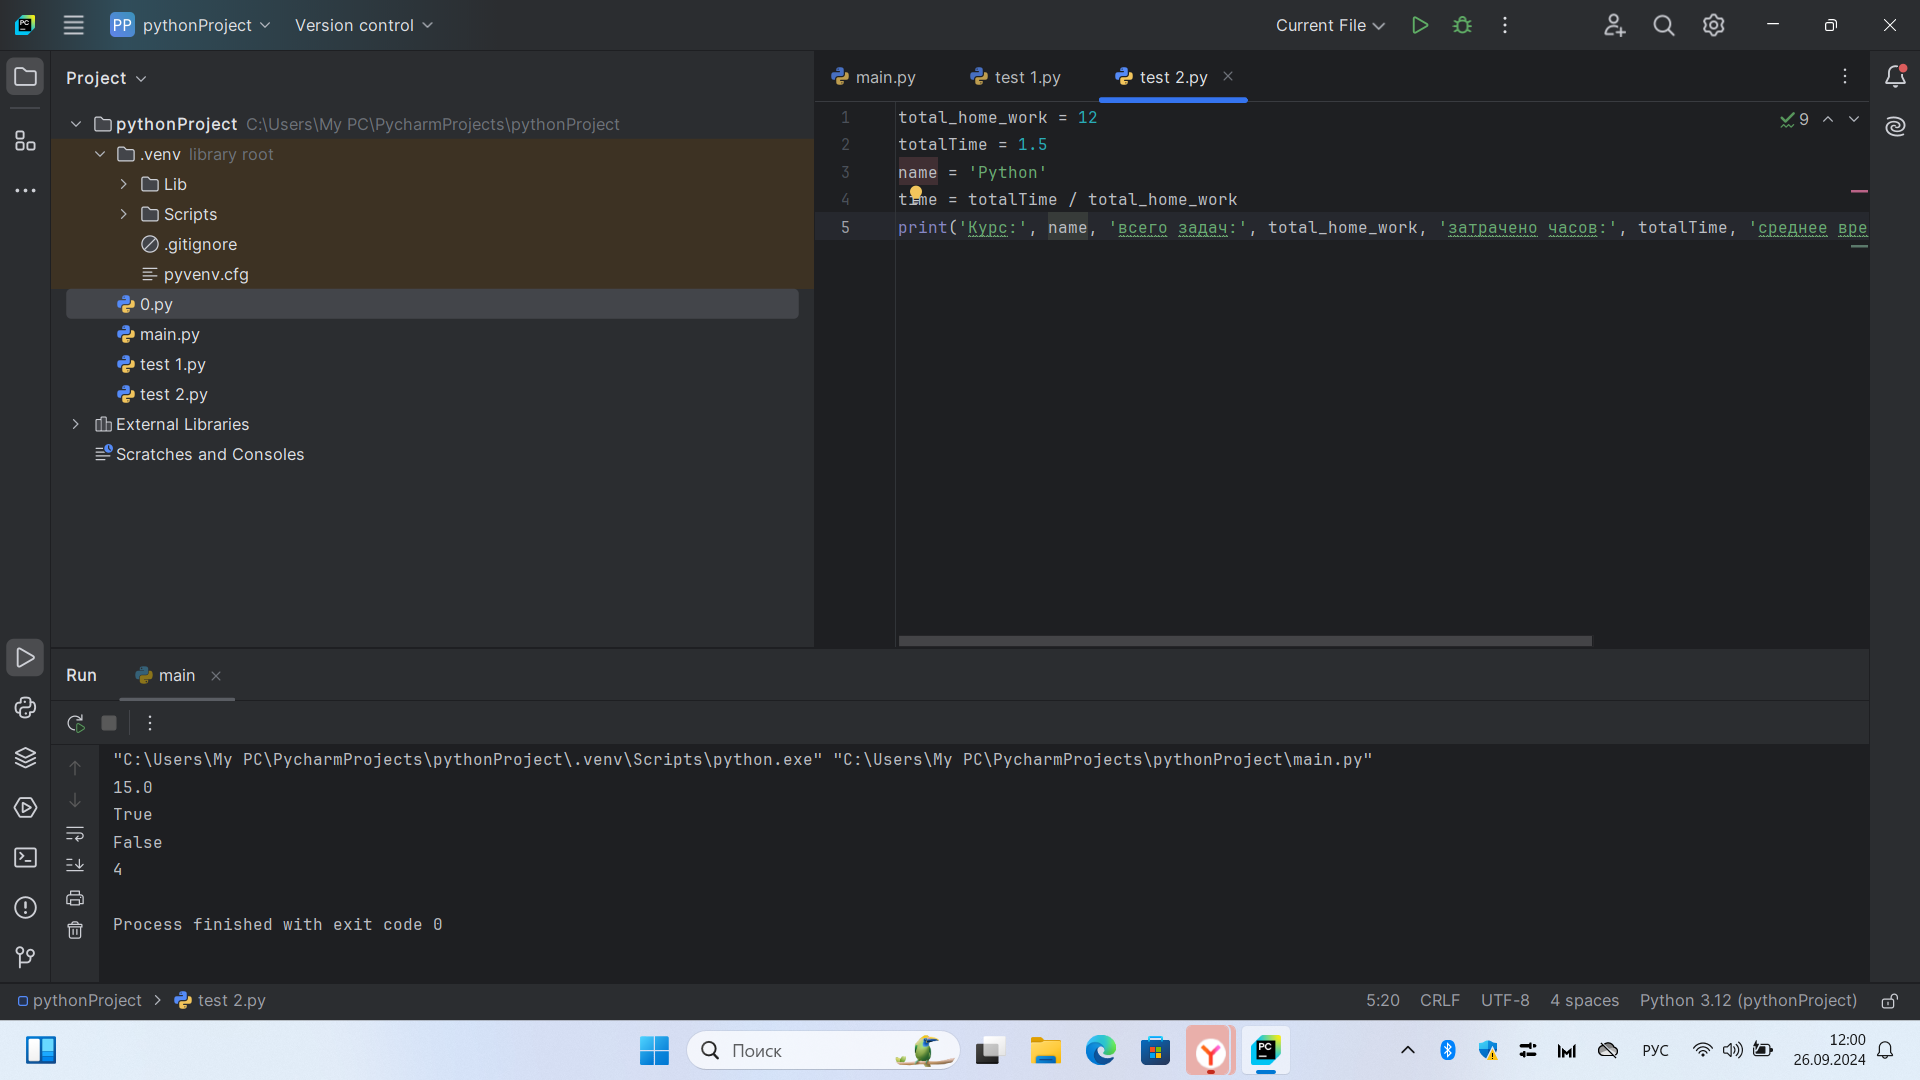 PP pythonProject Version control Current File
Project
main.py test 1.py test 2.py
pythonProject C:\Users\My PC\PycharmProjects\pythonProject
.venv library root
Lib
Scripts
.gitignore
pyvenv.cfg
0.py
main.py
test 1.py
test 2.py
External Libraries
Scratches and Consoles
1 total_home_work = 12
2 totalTime = 1.5
3 name = 'Python'
4 time = totalTime / total_home_work
5 print('Курс:', name, 'всего задач:', total_home_work, 'затрачено часов:', totalTime, 'среднее вре
9
Run main
"C:\Users\My PC\PycharmProjects\pythonProject\.venv\Scripts\python.exe" "C:\Users\My PC\PycharmProjects\pythonProject\main.py"
15.0
True
False
4
Process finished with exit code 0
pythonProject > test 2.py 5:20 CRLF UTF-8 4 spaces Python 3.12 (pythonProject)
Поиск
РУС
12:00
26.09.2024